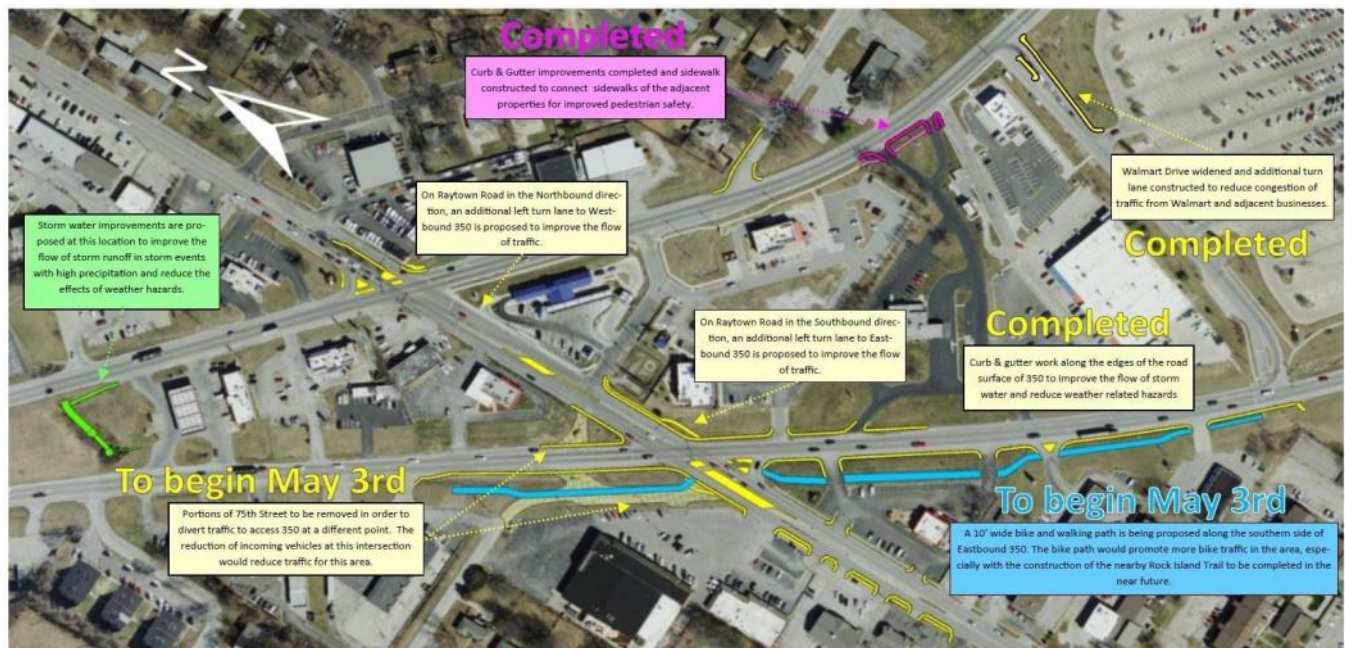 Completed
Curb & Gutter improvements completed and sidewalk
constructed to connect sidewalks of the adjacent
properties for improved pedestrian safety.
N
Walmart Drive widened and additional turn
lane constructed to reduce congestion of
traffic from Walmart and adjacent businesses.
Completed
On Raytown Road in the Northbound direc-
tion, an additional left turn lane to West-
bound 350 is proposed to improve the flow
of traffic.
Storm water improvements are pro-
posed at this location to improve the
flow of storm runoff in storm events
with high precipitation and reduce the
effects of weather hazards.
On Raytown Road in the Southbound direc-
tion, an additional left turn lane to East-
bound 350 is proposed to improve the flow
of traffic.
Completed
Curb & gutter work along the edges of the road
surface of 350 to improve the flow of storm
water and reduce weather related hazards
To begin May 3rd
Portions of 75th Street to be removed in order to
divert traffic to access 350 at a different point. The
reduction of incoming vehicles at this intersection
would reduce traffic for this area.
To begin May 3rd
A 10' wide bike and walking path is being proposed along the southern side of
Eastbound 350. The bike path would promote more bike traffic in the area, espe-
cially with the construction of the nearby Rock Island Trail to be completed in the
near future.